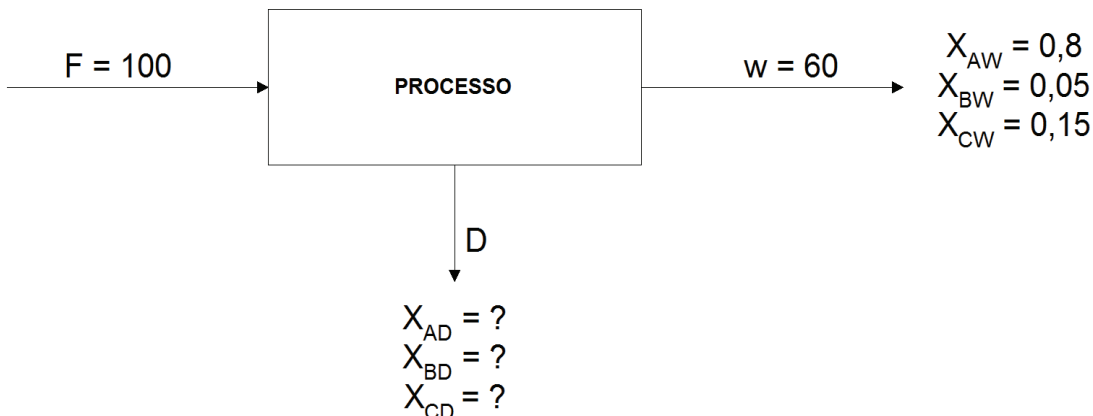 F = 100
PROCESSO
w = 60
X_AW = 0,8
X_BW = 0,05
X_CW = 0,15
D
X_AD = ?
X_BD = ?
X_CD = ?